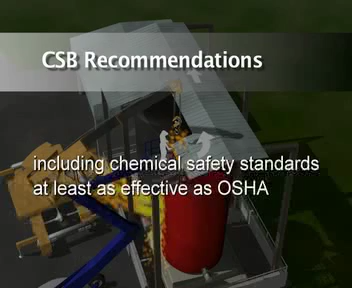 CSB Recommendations
including chemical safety standards
at least as effective as OSHA